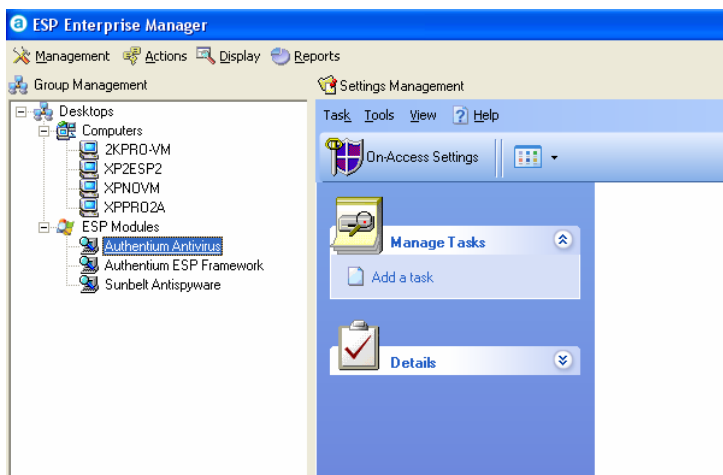 ESP Enterprise Manager
Management Actions Display Reports
Group Management
Settings Management
Desktops
Computers
2KPRO-VM
XP2ESP2
XPNOVM
XPPRO2A
ESP Modules
Authentium Antivirus
Authentium ESP Framework
Sunbelt Antispyware
Task Tools View Help
On-Access Settings
Manage Tasks
Add a task
Details